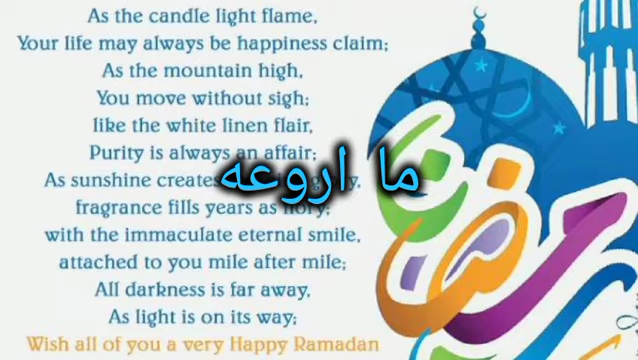 As the candle light flame,
Your life may always be happiness claim;
As the mountain high,
You move without sigh;
like the white linen flair,
Purity is always an affair;
ما اروعه
As sunshine creates
fragrance fills years as flory;
with the immaculate eternal smile,
attached to you mile after mile;
All darkness is far away,
As light is on its way;
Wish all of you a very Happy Ramadan